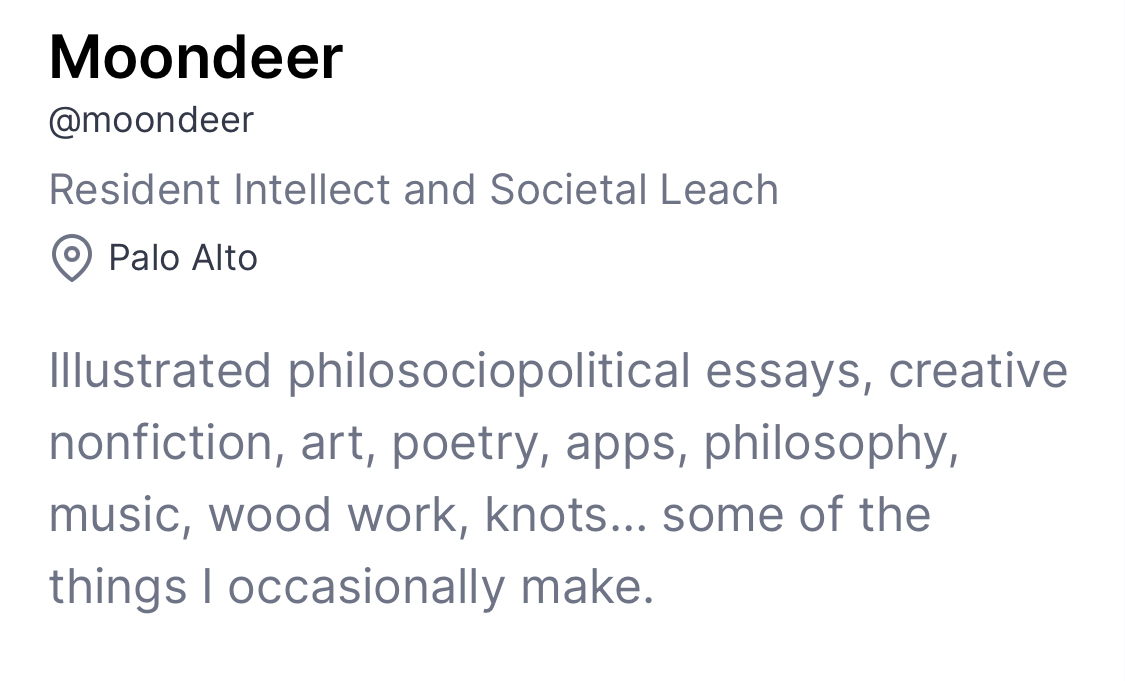 Moondeer
@moondeer
Resident Intellect and Societal Leach
Palo Alto
Illustrated philosociopolitical essays, creative
nonfiction, art, poetry, apps, philosophy,
music, wood work, knots... some of the
things I occasionally make.